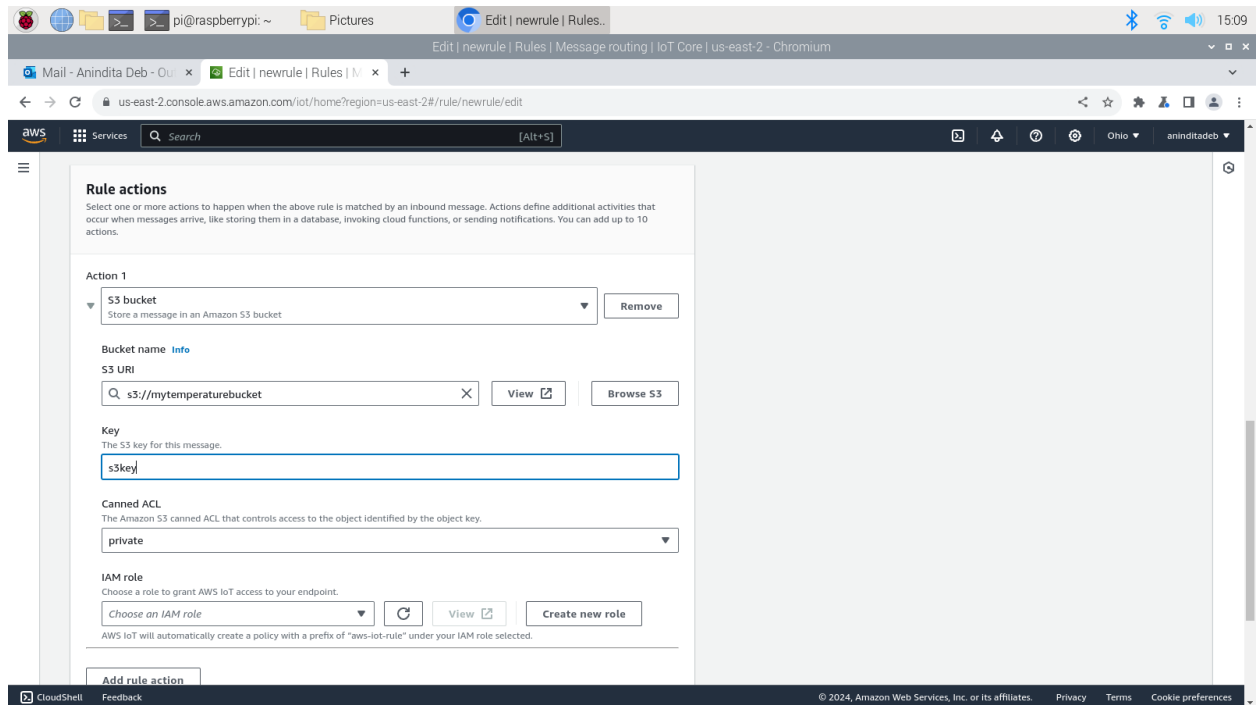 pi@raspberrypi: ~
Pictures
Edit | newrule | Rules..
15:09
Edit | newrule | Rules | Message routing | IoT Core | us-east-2 - Chromium
Mail - Anindita Deb - Ou
Edit | newrule | Rules | M
us-east-2.console.aws.amazon.com/iot/home?region=us-east-2#/rule/newrule/edit
aws
Services
Search
[Alt+S]
Ohio
aninditadeb
Rule actions
Select one or more actions to happen when the above rule is matched by an inbound message. Actions define additional activities that
occur when messages arrive, like storing them in a database, invoking cloud functions, or sending notifications. You can add up to 10
actions.
Action 1
S3 bucket
Store a message in an Amazon S3 bucket
Remove
Bucket name Info
S3 URI
s3://mytemperaturebucket
View
Browse S3
Key
The S3 key for this message.
s3key
Canned ACL
The Amazon S3 canned ACL that controls access to the object identified by the object key.
private
IAM role
Choose a role to grant AWS IoT access to your endpoint.
Choose an IAM role
View
Create new role
AWS IoT will automatically create a policy with a prefix of "aws-iot-rule" under your IAM role selected.
Add rule action
CloudShell
Feedback
© 2024, Amazon Web Services, Inc. or its affiliates.
Privacy
Terms
Cookie preferences